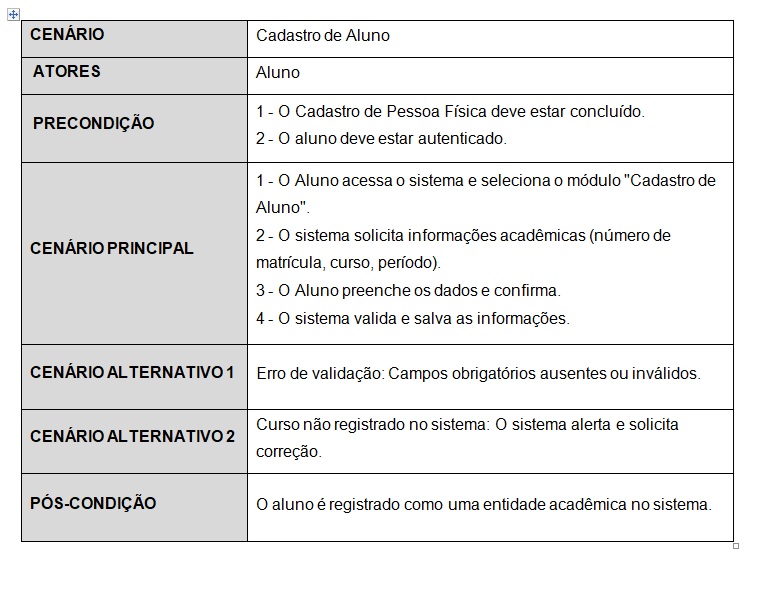 CENÁRIO
Cadastro de Aluno
ATORES
Aluno
PRECONDIÇÃO
1 - O Cadastro de Pessoa Física deve estar concluído.
2 - O aluno deve estar autenticado.
CENÁRIO PRINCIPAL
1 - O Aluno acessa o sistema e seleciona o módulo "Cadastro de
Aluno".
2 - O sistema solicita informações acadêmicas (número de
matrícula, curso, período).
3 - O Aluno preenche os dados e confirma.
4 - O sistema valida e salva as informações.
CENÁRIO ALTERNATIVO 1
Erro de validação: Campos obrigatórios ausentes ou inválidos.
CENÁRIO ALTERNATIVO 2
Curso não registrado no sistema: O sistema alerta e solicita
correção.
PÓS-CONDIÇÃO
O aluno é registrado como uma entidade acadêmica no sistema.